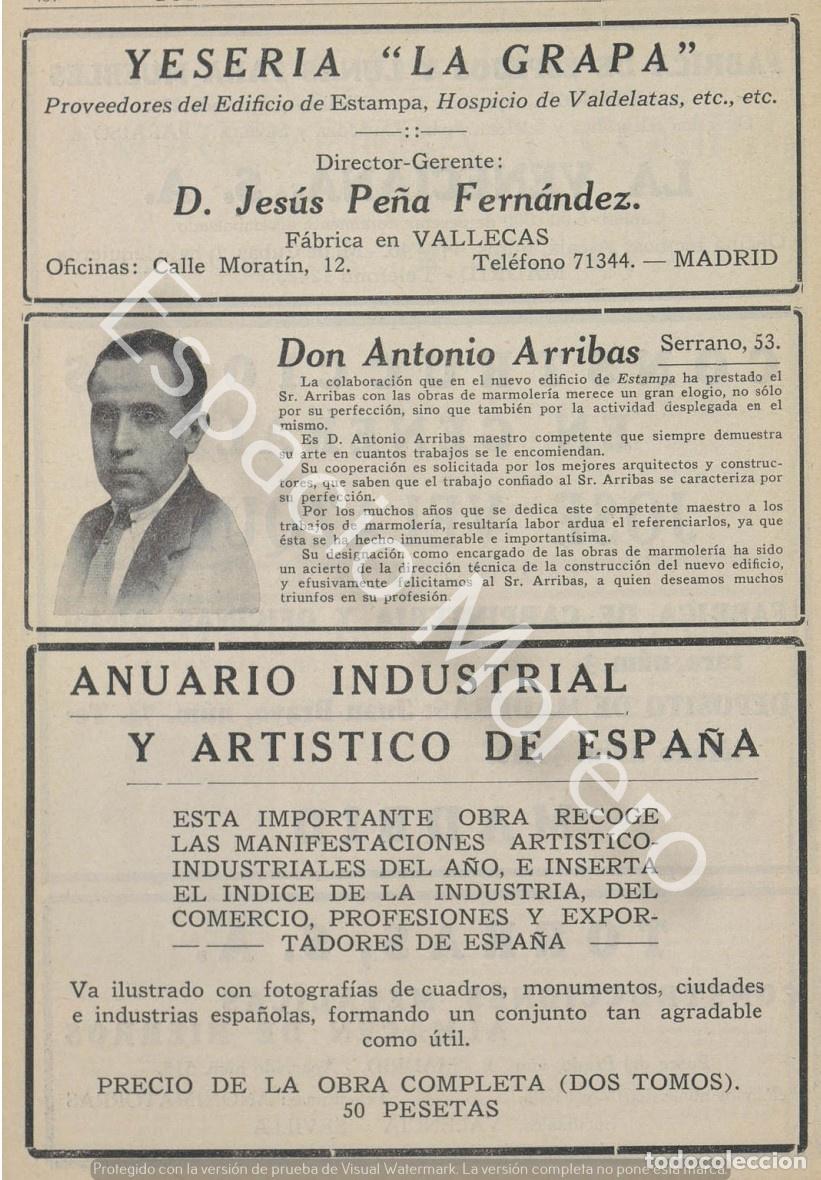 YESERIA “LA GRAPA”
Proveedores del Edificio de Estampa, Hospicio de Valdelatas, etc., etc.
Director-Gerente:
D. Jesús Peña Fernández.
Fábrica en VALLECAS
Oficinas: Calle Moratín, 12. Teléfono 71344. — MADRID
Don Antonio Arribas Serrano, 53.
La colaboración que en el nuevo edificio de Estampa ha prestado el
Sr. Arribas con las obras de marmolería merece un gran elogio, no sólo
por su perfección, sino que también por la actividad desplegada en el
mismo.
Es D. Antonio Arribas maestro competente que siempre demuestra
su arte en cuantos trabajos se le encomiendan.
Su cooperación es solicitada por los mejores arquitectos y construc-
tores, que saben que el trabajo confiado al Sr. Arribas se caracteriza por
su perfección.
Por los muchos años que se dedica este competente maestro a los
trabajos de marmolería, resultaría labor ardua el referenciarlos, ya que
ésta se ha hecho innumerable e importantísima.
Su designación como encargado de las obras de marmolería ha sido
un acierto de la dirección técnica de la construcción del nuevo edificio,
y efusivamente felicitamos al Sr. Arribas, a quien deseamos muchos
triunfos en su profesión.
ANUARIO INDUSTRIAL
Y ARTISTICO DE ESPAÑA
ESTA IMPORTANTE OBRA RECOGE
LAS MANIFESTACIONES ARTISTICO-
INDUSTRIALES DEL AÑO, E INSERTA
EL INDICE DE LA INDUSTRIA, DEL
COMERCIO, PROFESIONES Y EXPOR-
TADORES DE ESPAÑA
Va ilustrado con fotografías de cuadros, monumentos, ciudades
e industrias españolas, formando un conjunto tan agradable
como útil.
PRECIO DE LA OBRA COMPLETA (DOS TOMOS).
50 PESETAS
Espacio Morero
Protegido con la versión de prueba de Visual Watermark. La versión completa no pone esta marca.
todocoleccion